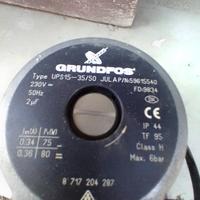 GRUNDFOS
Type UPS15-35/50 JULAP/N:59615540
230V~ FD:9834
50Hz
2µF
I₁(A) P₁(W)
0.34 75
0.36 80
IP 44
TF 95
Class H
Max. 6bar
8 717 204 287